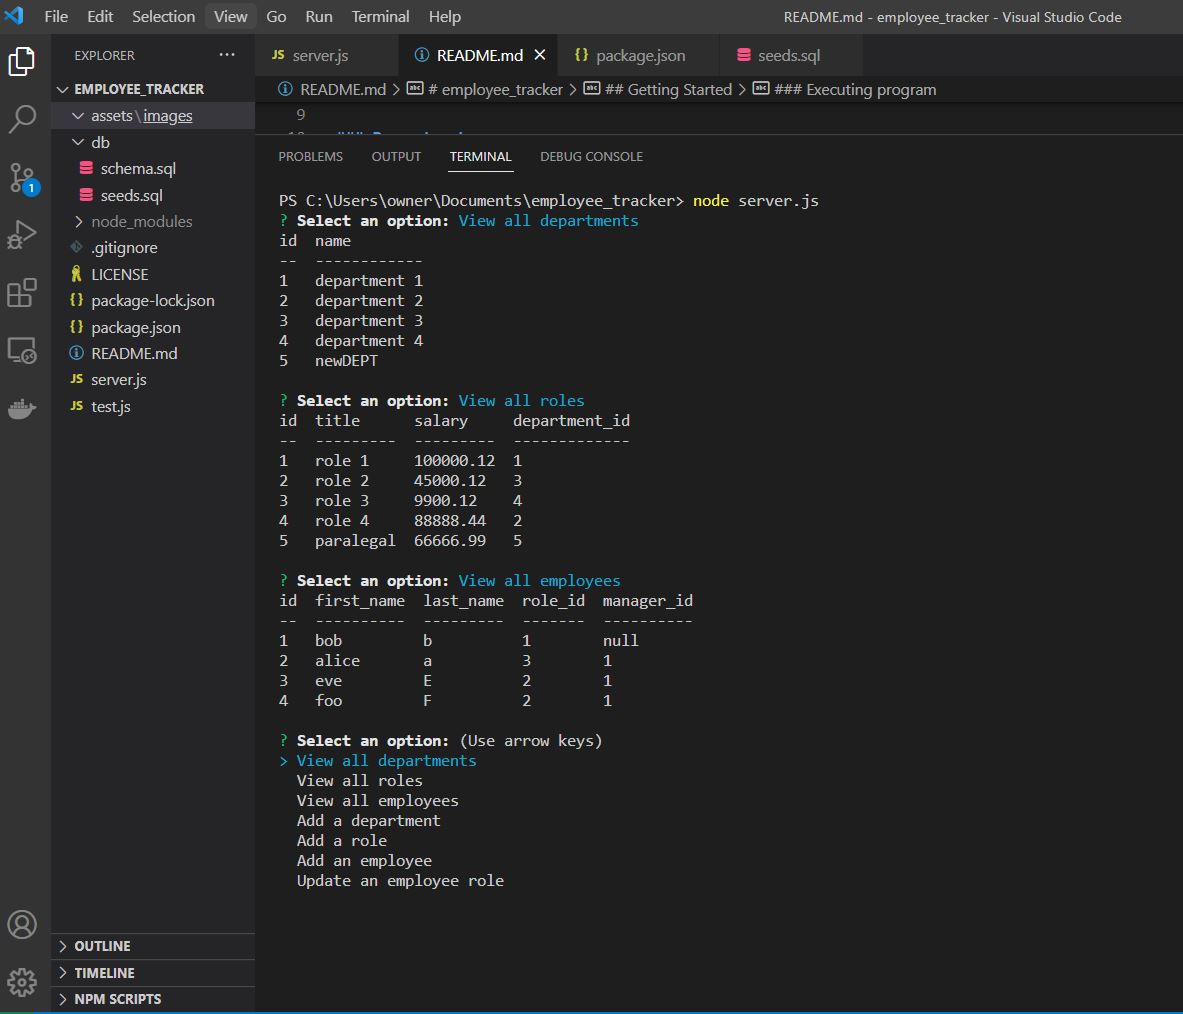 File Edit Selection View Go Run Terminal Help README.md - employee_tracker - Visual Studio Code
EXPLORER ···
EMPLOYEE_TRACKER
assets\images
db
schema.sql
seeds.sql
node_modules
.gitignore
LICENSE
package-lock.json
package.json
README.md
server.js
test.js
OUTLINE
TIMELINE
NPM SCRIPTS
1
JS server.js README.md × {} package.json seeds.sql
README.md > # employee_tracker > ## Getting Started > ### Executing program
9
PROBLEMS OUTPUT TERMINAL DEBUG CONSOLE
PS C:\Users\owner\Documents\employee_tracker> node server.js
? Select an option: View all departments
id name
-- ------------
1 department 1
2 department 2
3 department 3
4 department 4
5 newDEPT
? Select an option: View all roles
id title salary department_id
-- --------- --------- -------------
1 role 1 100000.12 1
2 role 2 45000.12 3
3 role 3 9900.12 4
4 role 4 88888.44 2
5 paralegal 66666.99 5
? Select an option: View all employees
id first_name last_name role_id manager_id
-- ---------- --------- ------- ----------
1 bob b 1 null
2 alice a 3 1
3 eve E 2 1
4 foo F 2 1
? Select an option: (Use arrow keys)
> View all departments
View all roles
View all employees
Add a department
Add a role
Add an employee
Update an employee role